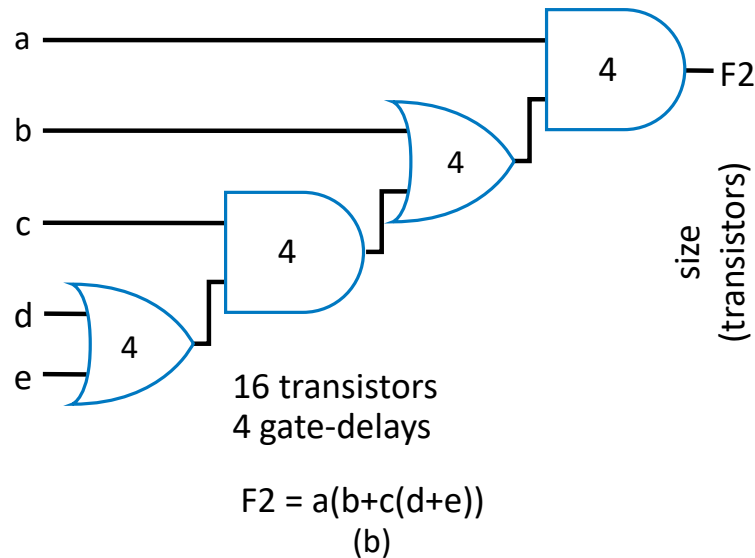 a
4
F2
b
4
c
4
d
4
e
size
(transistors)
16 transistors
4 gate-delays
F2 = a(b+c(d+e))
(b)